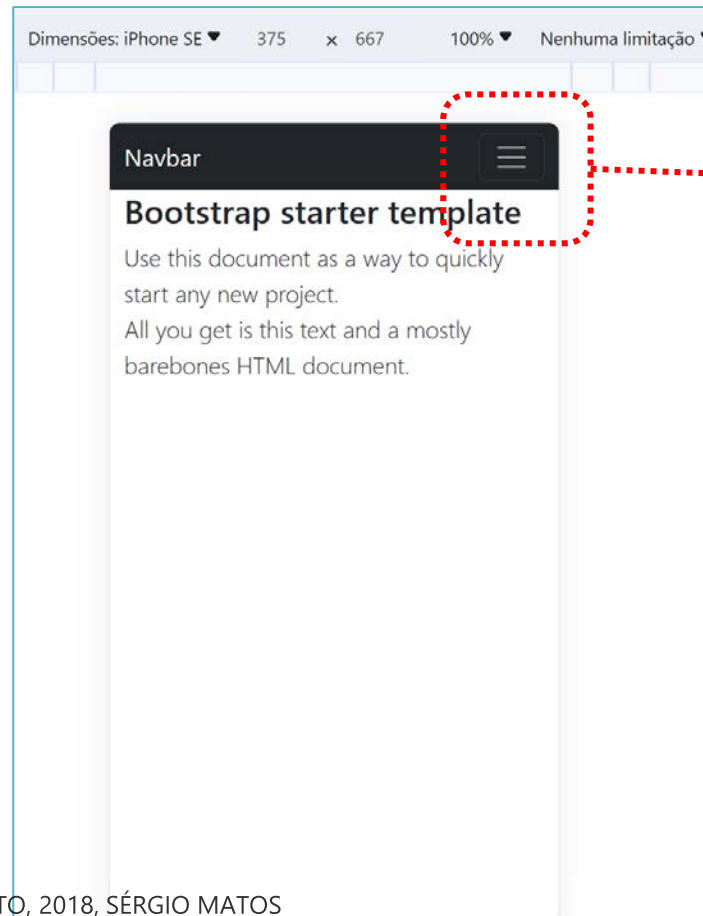 Dimensões: iPhone SE 375 × 667 100% Nenhuma limitação
Navbar
Bootstrap starter template
Use this document as a way to quickly
start any new project.
All you get is this text and a mostly
barebones HTML document.
TO, 2018, SÉRGIO MATOS